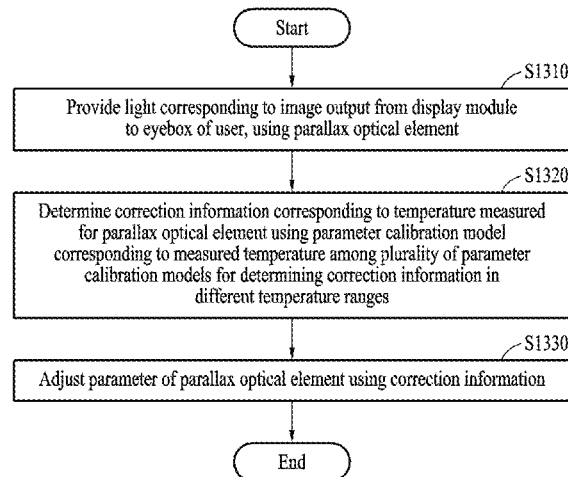 Start
S1310
Provide light corresponding to image output from display module
to eyebox of user, using parallax optical element
S1320
Determine correction information corresponding to temperature measured
for parallax optical element using parameter calibration model
corresponding to measured temperature among plurality of parameter
calibration models for determining correction information in
different temperature ranges
S1330
Adjust parameter of parallax optical element using correction information
End